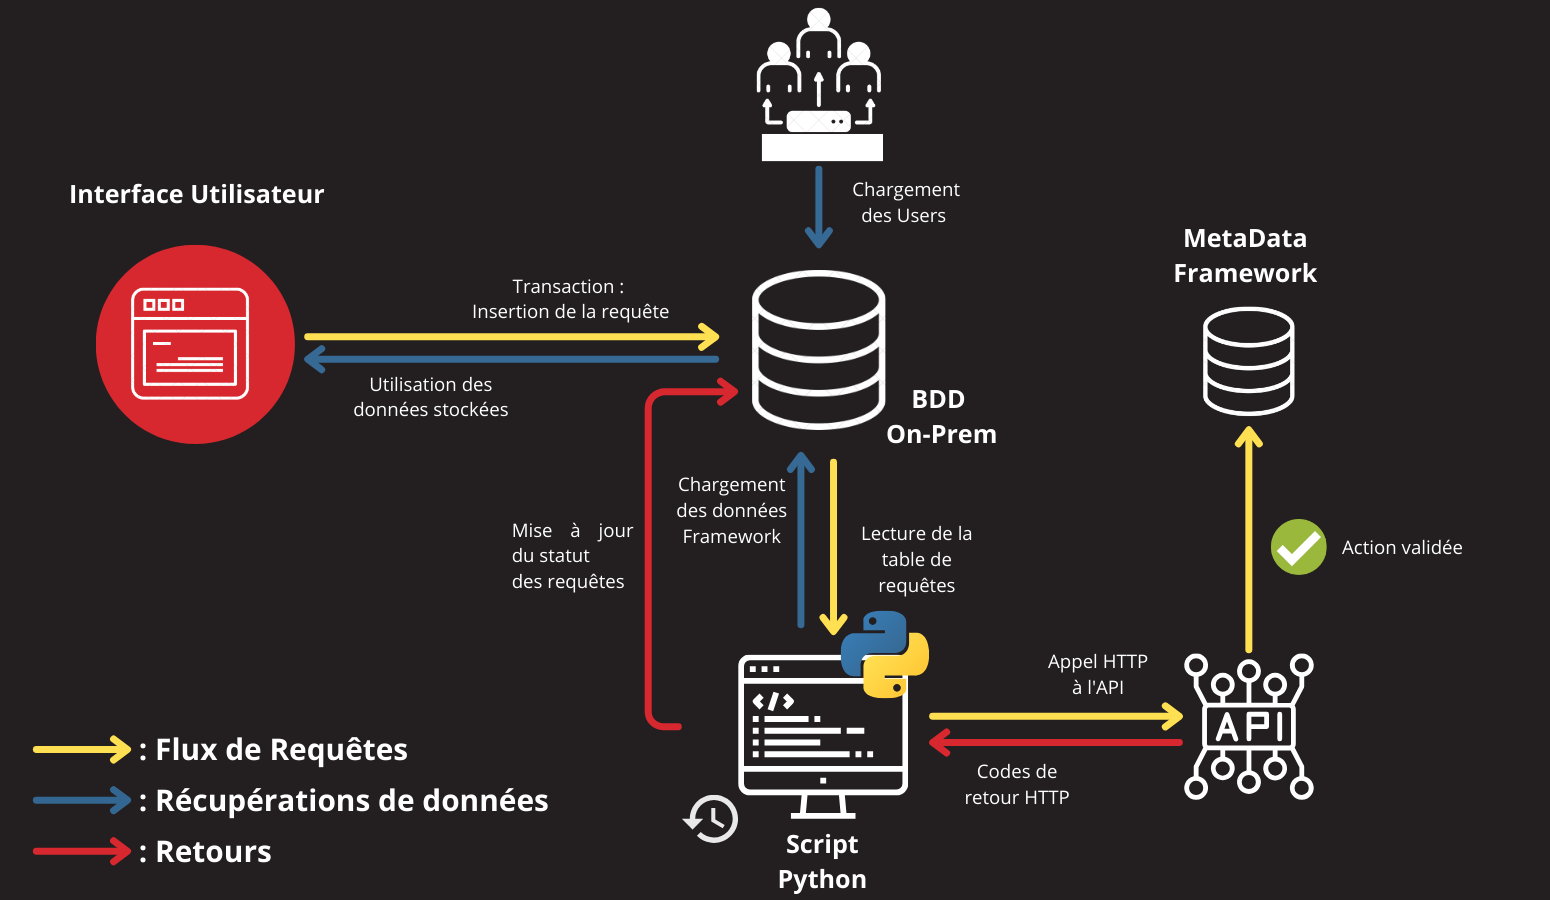 Chargement
des Users
Interface Utilisateur
MetaData
Framework
Transaction :
Insertion de la requête
Utilisation des
données stockées
BDD
On-Prem
Chargement
des données
Framework
Mise à jour
du statut
des requêtes
Lecture de la
table de
requêtes
Action validée
Appel HTTP
à l'API
</>
API
Codes de
retour HTTP
Script
Python
: Flux de Requêtes
: Récupérations de données
: Retours